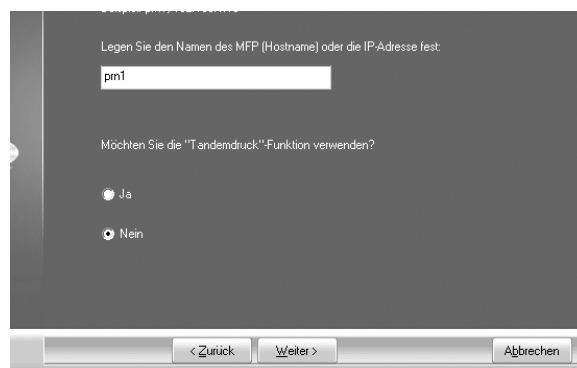 Legen Sie den Namen des MFP (Hostname) oder die IP-Adresse fest:
prn1
Möchten Sie die "Tandemdruck"-Funktion verwenden?
Ja
Nein
< Zurück
Weiter >
Abbrechen